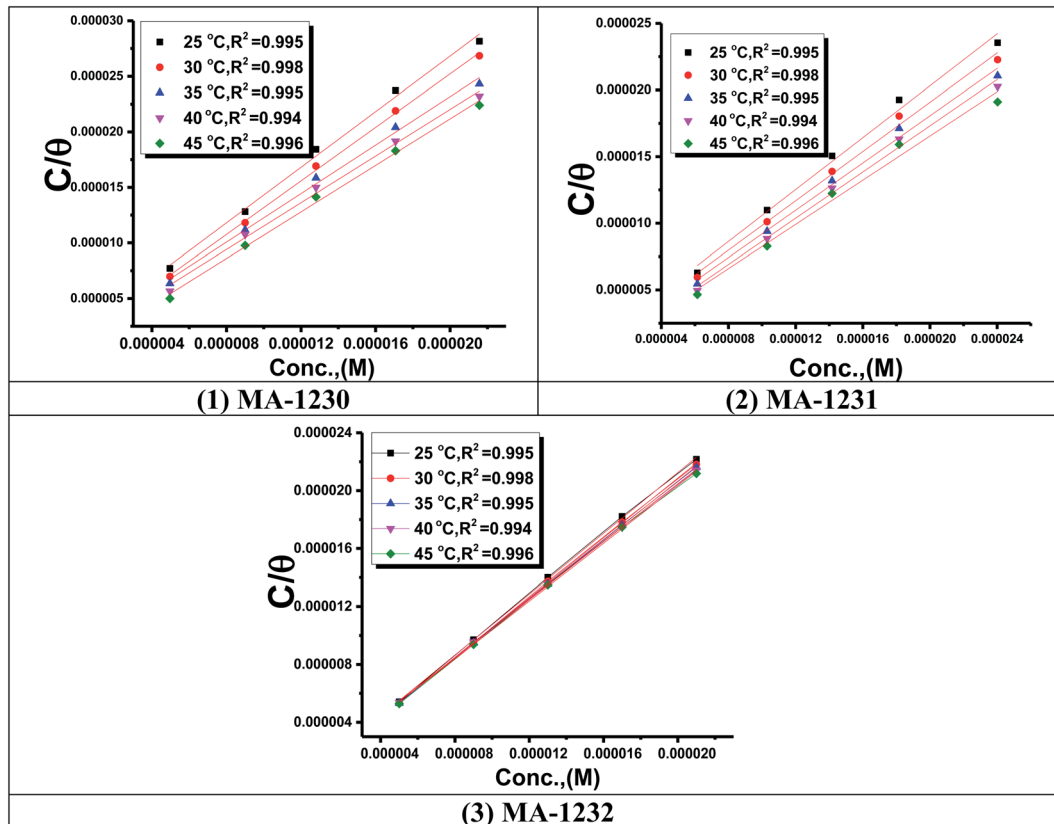 0.000030
0.000025
0.000020
0.000015
0.000010
0.000005
C/θ
25 °C,R²=0.995
30 °C,R²=0.998
35 °C,R²=0.995
40 °C,R²=0.994
45 °C,R²=0.996
0.000004 0.000008 0.000012 0.000016 0.000020
Conc.,(M)
(1) MA-1230
0.000025
0.000020
0.000015
0.000010
0.000005
C/θ
25 °C,R²=0.995
30 °C,R²=0.998
35 °C,R²=0.995
40 °C,R²=0.994
45 °C,R²=0.996
0.000004 0.000008 0.000012 0.000016 0.000020 0.000024
Conc.,(M)
(2) MA-1231
0.000024
0.000020
0.000016
0.000012
0.000008
0.000004
C/θ
25 °C,R²=0.995
30 °C,R²=0.998
35 °C,R²=0.995
40 °C,R²=0.994
45 °C,R²=0.996
0.000004 0.000008 0.000012 0.000016 0.000020
Conc.,(M)
(3) MA-1232